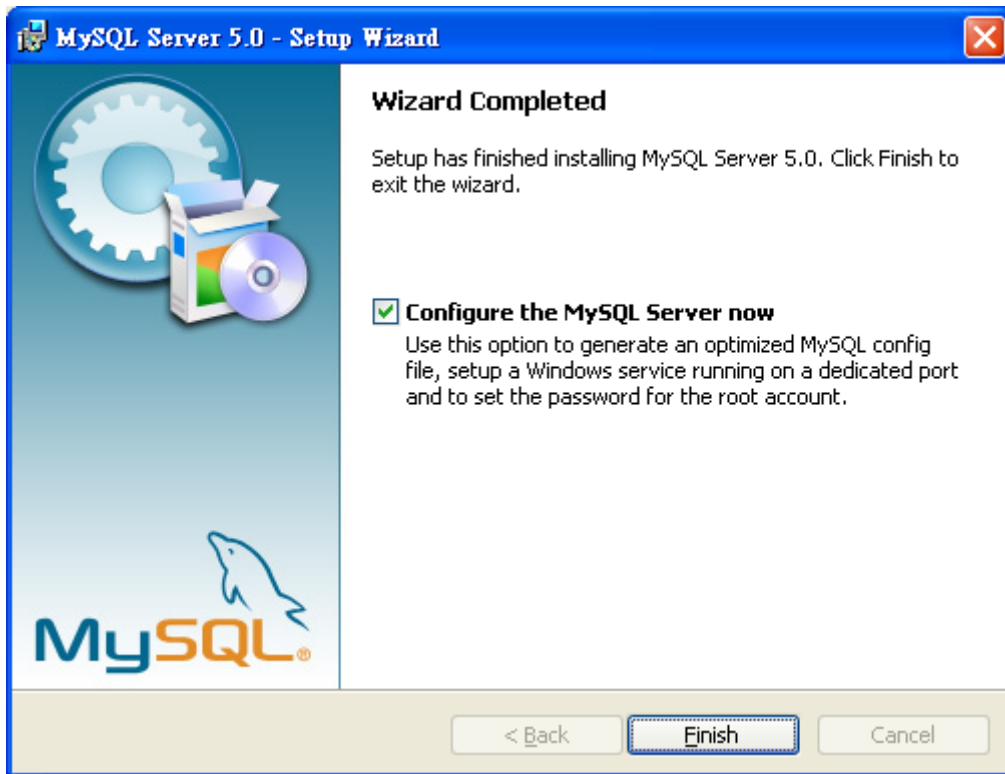 MySQL Server 5.0 - Setup Wizard
Wizard Completed
Setup has finished installing MySQL Server 5.0. Click Finish to
exit the wizard.
Configure the MySQL Server now
Use this option to generate an optimized MySQL config
file, setup a Windows service running on a dedicated port
and to set the password for the root account.
MySQL®
< Back
Finish
Cancel